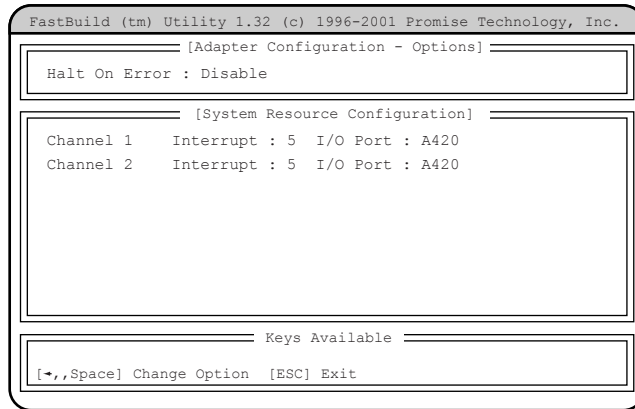 FastBuild (tm) Utility 1.32 (c) 1996-2001 Promise Technology, Inc.
[Adapter Configuration - Options]
Halt On Error : Disable
[System Resource Configuration]
Channel 1 Interrupt : 5 I/O Port : A420
Channel 2 Interrupt : 5 I/O Port : A420
Keys Available
[←,,Space] Change Option [ESC] Exit